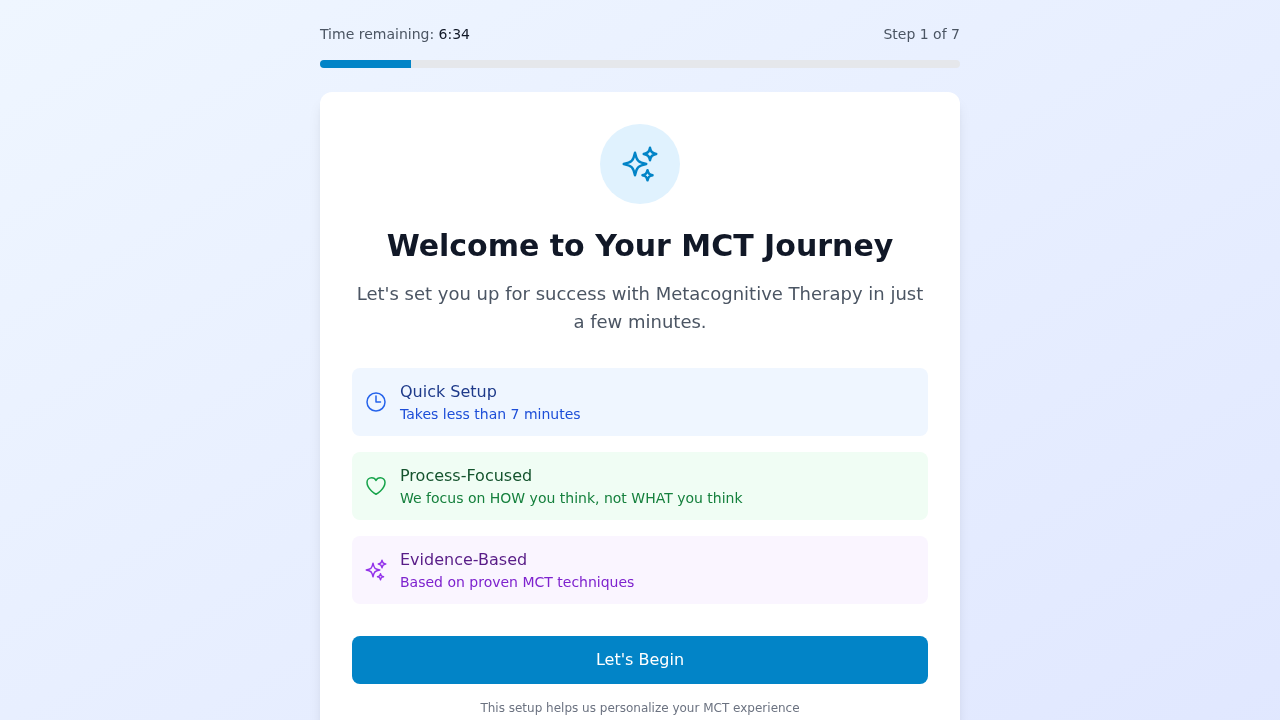 Time remaining: 6:34
Step 1 of 7
Welcome to Your MCT Journey
Let's set you up for success with Metacognitive Therapy in just
a few minutes.
Quick Setup
Takes less than 7 minutes
Process-Focused
We focus on HOW you think, not WHAT you think
Evidence-Based
Based on proven MCT techniques
Let's Begin
This setup helps us personalize your MCT experience